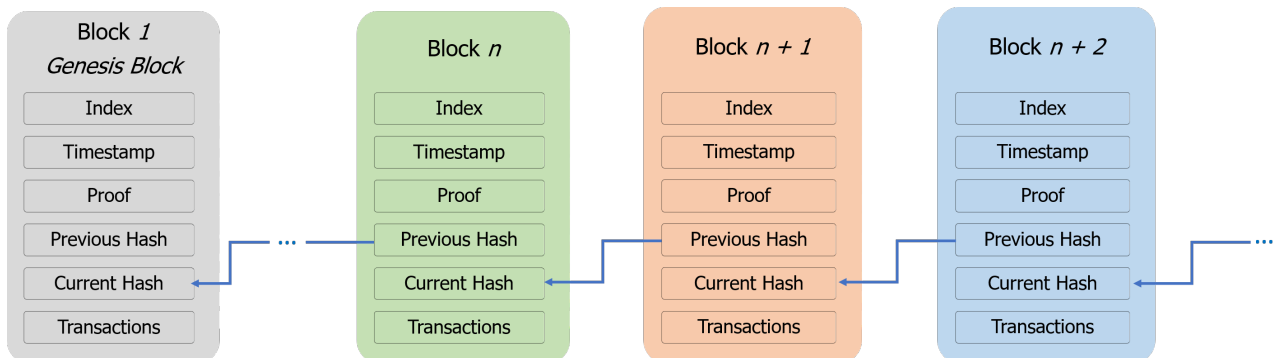 Block 1
Genesis Block
Index
Timestamp
Proof
Previous Hash
Current Hash
Transactions
...
Block n
Index
Timestamp
Proof
Previous Hash
Current Hash
Transactions
Block n + 1
Index
Timestamp
Proof
Previous Hash
Current Hash
Transactions
Block n + 2
Index
Timestamp
Proof
Previous Hash
Current Hash
Transactions
...